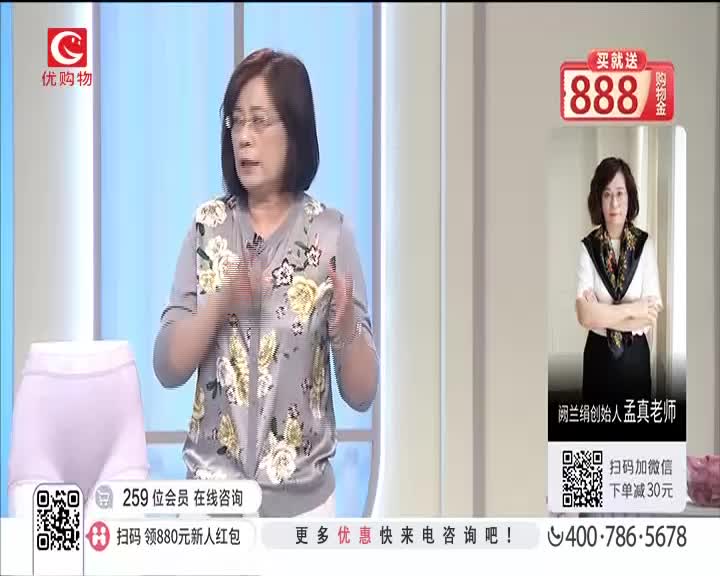 优购物
买就送
888
购物金
阙兰绢创始人孟真老师
扫码加微信
下单减30元
259位会员 在线咨询
扫码 领880元新人红包
更多优惠快来电咨询吧!
400-786-5678